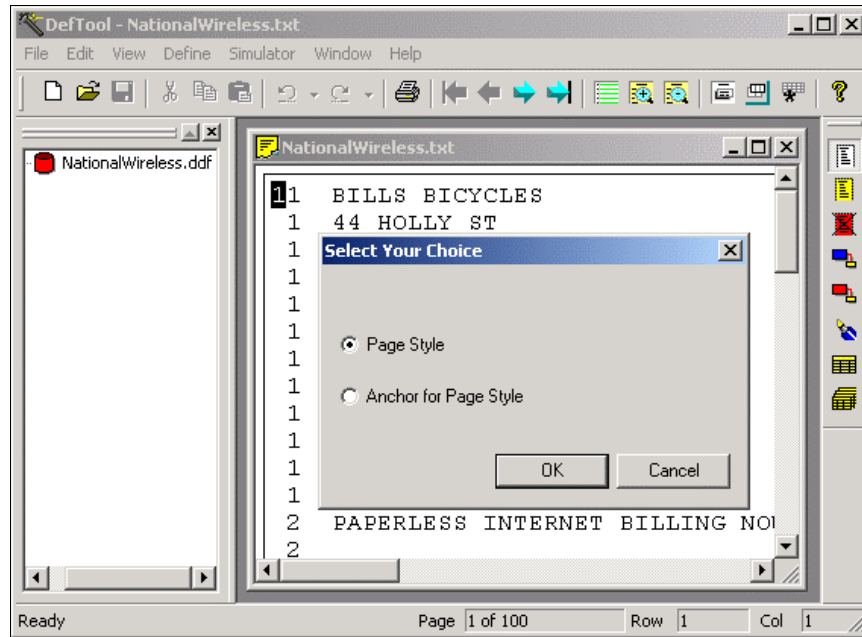 DefTool - NationalWireless.txt
File Edit View Define Simulator Window Help
NationalWireless.ddf
NationalWireless.txt
11 BILLS BICYCLES
1 44 HOLLY ST
1
1
1
1
1
1
1
1
1
1
2 PAPERLESS INTERNET BILLING NOW
2
Select Your Choice
Page Style
Anchor for Page Style
OK Cancel
Ready Page 1 of 100 Row 1 Col 1